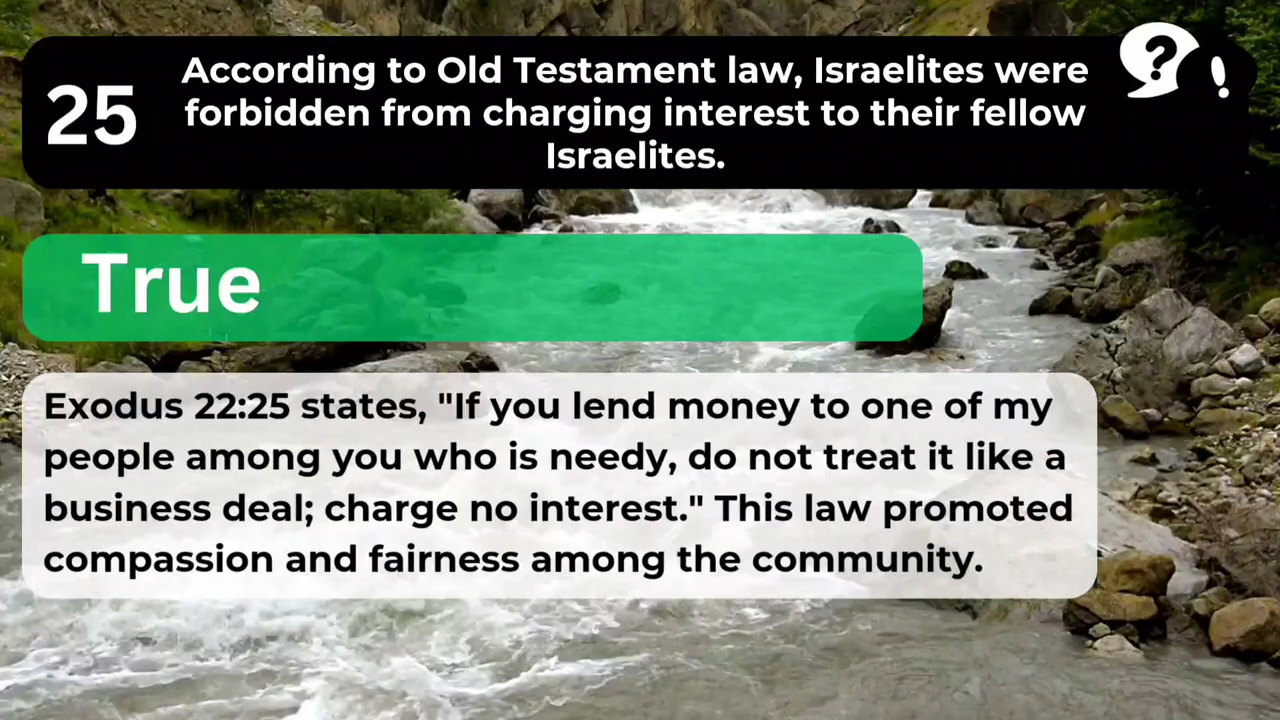 25
According to Old Testament law, Israelites were
forbidden from charging interest to their fellow
Israelites.
?
!
True
Exodus 22:25 states, "If you lend money to one of my
people among you who is needy, do not treat it like a
business deal; charge no interest." This law promoted
compassion and fairness among the community.